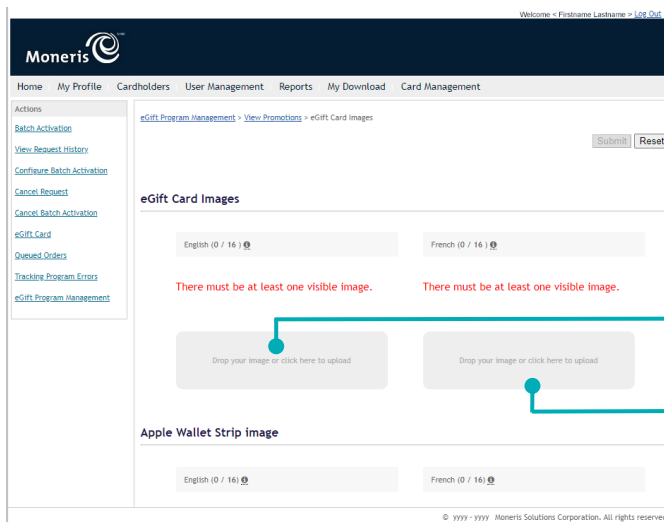 Welcome < Firstname Lastname > Log Out
Moneris
Home My Profile Cardholders User Management Reports My Download Card Management
Actions
Batch Activation
View Request History
Configure Batch Activation
Cancel Request
Cancel Batch Activation
eGift Card
Queued Orders
Tracking Program Errors
eGift Program Management
eGift Program Management > View Promotions > eGift Card Images
Submit Reset
eGift Card Images
English (0 / 16 ) French (0 / 16 )
There must be at least one visible image. There must be at least one visible image.
Drop your image or click here to upload Drop your image or click here to upload
Apple Wallet Strip image
English (0 / 16) French (0 / 16)
© yyyy - yyyy Moneris Solutions Corporation. All rights reserved